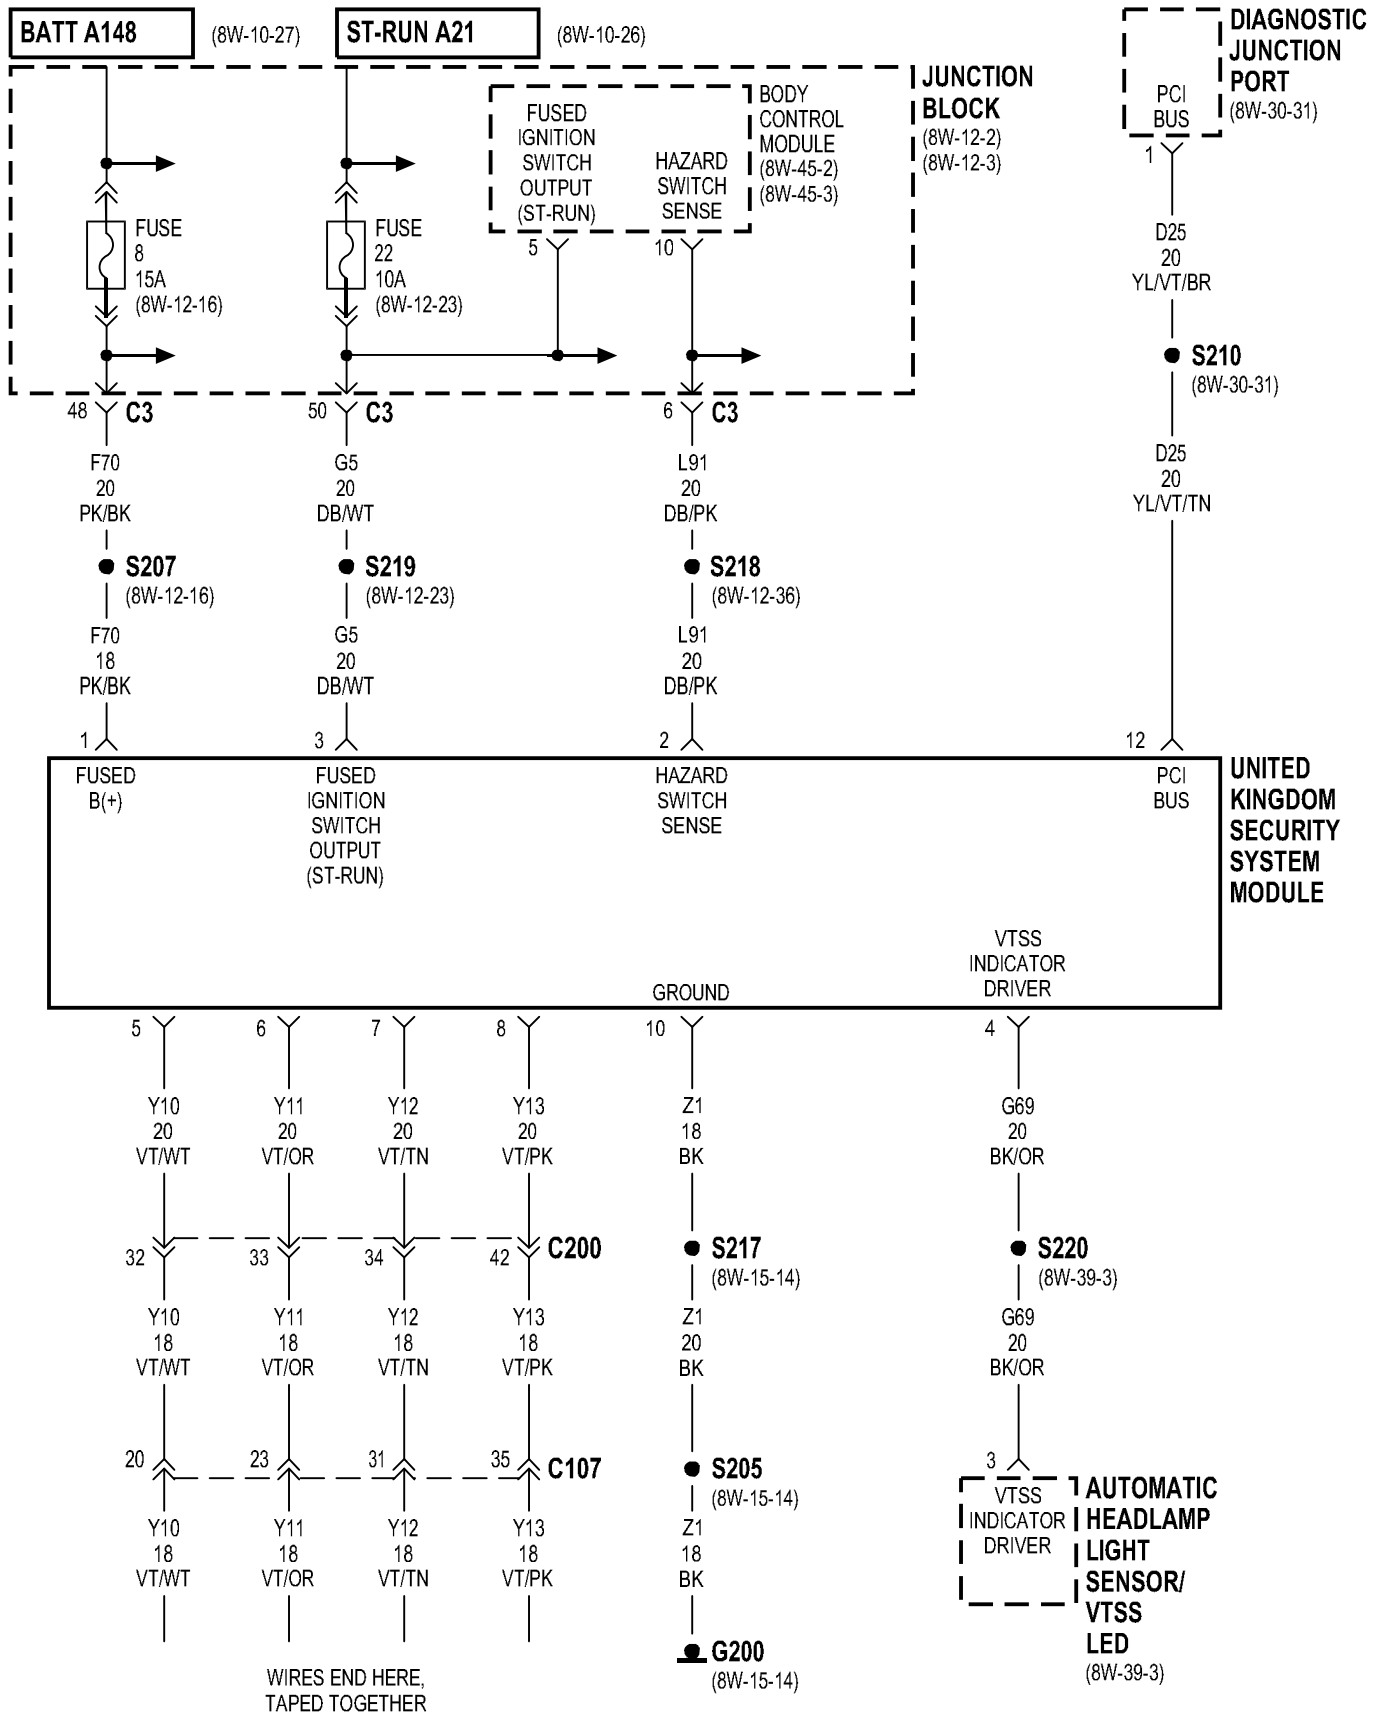 BATT A148
(8W-10-27)
ST-RUN A21
(8W-10-26)
DIAGNOSTIC
JUNCTION
PORT
(8W-30-31)
PCI
BUS
1
JUNCTION
BLOCK
(8W-12-2)
(8W-12-3)
BODY
CONTROL
MODULE
(8W-45-2)
(8W-45-3)
FUSED
IGNITION
SWITCH
OUTPUT
(ST-RUN)
HAZARD
SWITCH
SENSE
5
10
FUSE
8
15A
(8W-12-16)
FUSE
22
10A
(8W-12-23)
D25
20
YL/VT/BR
S210
(8W-30-31)
D25
20
YL/VT/TN
48
C3
50
C3
6
C3
F70
20
PK/BK
G5
20
DB/WT
L91
20
DB/PK
S207
(8W-12-16)
S219
(8W-12-23)
S218
(8W-12-36)
F70
18
PK/BK
G5
20
DB/WT
L91
20
DB/PK
1
3
2
12
FUSED
B(+)
FUSED
IGNITION
SWITCH
OUTPUT
(ST-RUN)
HAZARD
SWITCH
SENSE
PCI
BUS
UNITED
KINGDOM
SECURITY
SYSTEM
MODULE
GROUND
VTSS
INDICATOR
DRIVER
5
6
7
8
10
4
Y10
20
VT/WT
Y11
20
VT/OR
Y12
20
VT/TN
Y13
20
VT/PK
Z1
18
BK
G69
20
BK/OR
32
33
34
42
C200
S217
(8W-15-14)
S220
(8W-39-3)
Y10
18
VT/WT
Y11
18
VT/OR
Y12
18
VT/TN
Y13
18
VT/PK
Z1
20
BK
G69
20
BK/OR
20
23
31
35
C107
S205
(8W-15-14)
3
VTSS
INDICATOR
DRIVER
AUTOMATIC
HEADLAMP
LIGHT
SENSOR/
VTSS
LED
(8W-39-3)
Y10
18
VT/WT
Y11
18
VT/OR
Y12
18
VT/TN
Y13
18
VT/PK
Z1
18
BK
G200
(8W-15-14)
WIRES END HERE,
TAPED TOGETHER